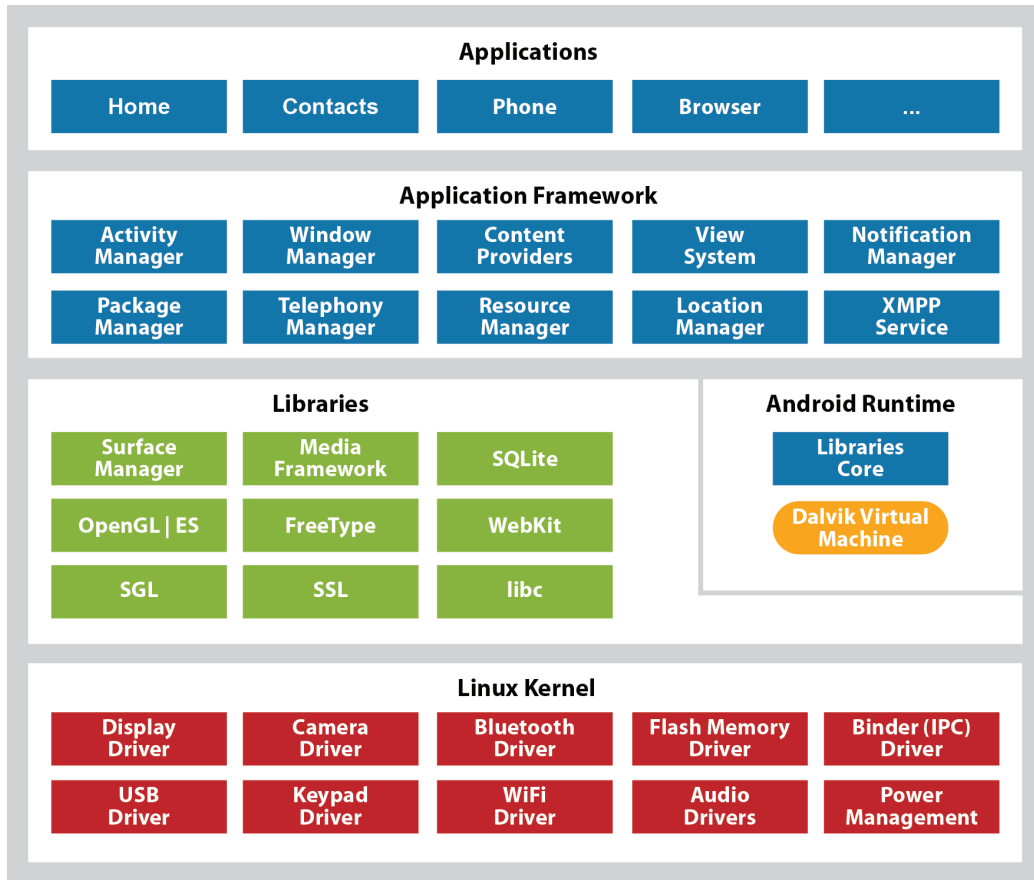 Applications
Home
Contacts
Phone
Browser
...
Application Framework
Activity
Manager
Window
Manager
Content
Providers
View
System
Notification
Manager
Package
Manager
Telephony
Manager
Resource
Manager
Location
Manager
XMPP
Service
Libraries
Surface
Manager
Media
Framework
SQLite
OpenGL | ES
FreeType
WebKit
SGL
SSL
libc
Android Runtime
Libraries
Core
Dalvik Virtual
Machine
Linux Kernel
Display
Driver
Camera
Driver
Bluetooth
Driver
Flash Memory
Driver
Binder (IPC)
Driver
USB
Driver
Keypad
Driver
WiFi
Driver
Audio
Drivers
Power
Management